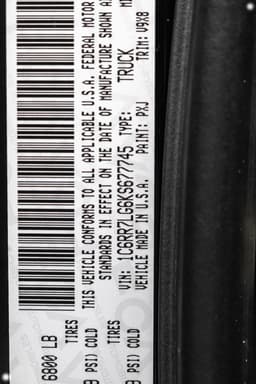 6800 LB
TIRES
PSI) COLD
THIS VEHICLE CONFORMS TO ALL APPLICABLE U.S.A. FEDERAL MOTOR
TIRES
STANDARDS IN EFFECT ON THE DATE OF MANUFACTURE SHOWN
PSI) COLD
VIN: 1C6RR7LG6KS677745 TYPE: TRUCK
VEHICLE MADE IN U.S.A. PAINT: PXJ TRIM: V9X8